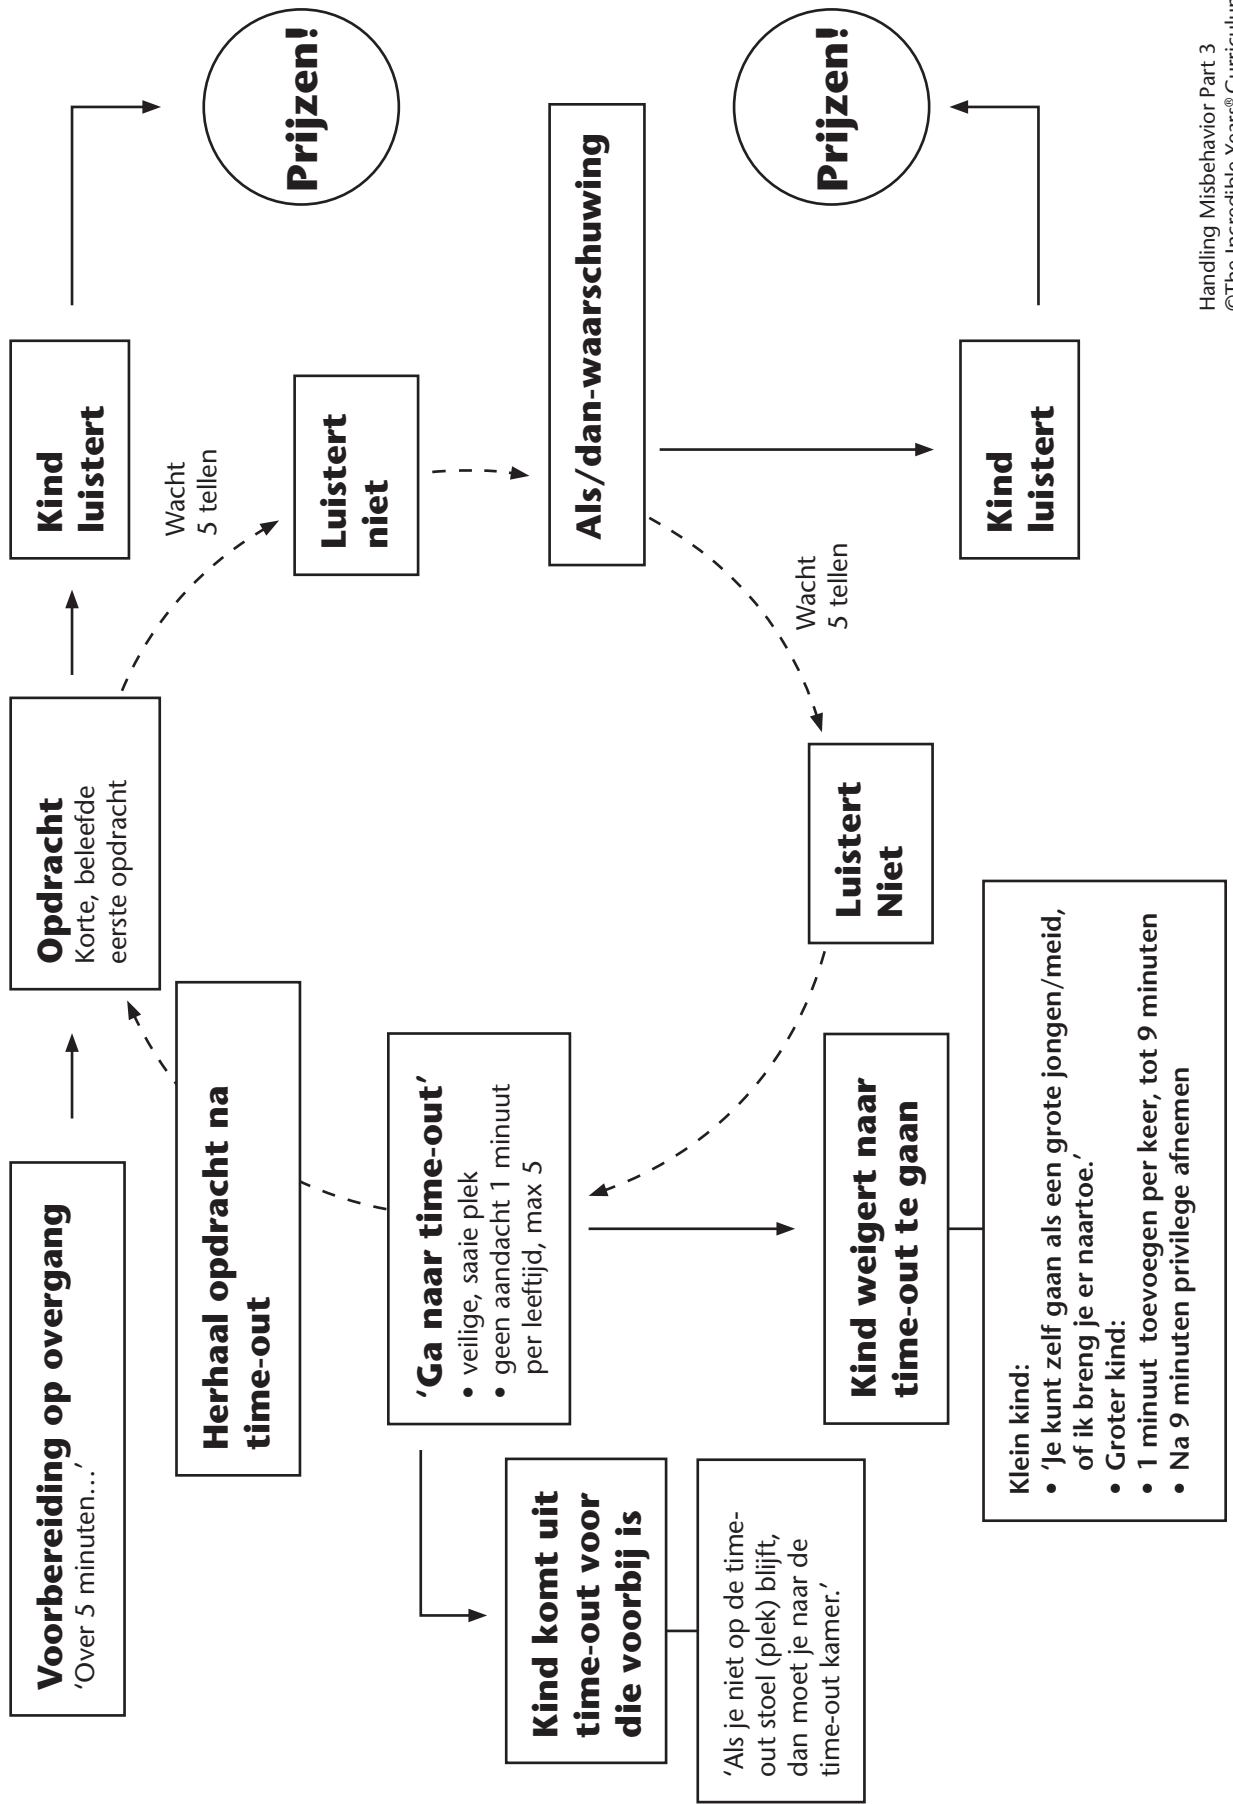 Voorbereiding op overgang
‘Over 5 minuten…’
Opdracht
Korte, beleefde
eerste opdracht
Kind
luistert
Prijzen!
Wacht
5 tellen
Luistert
niet
Als/dan-waarschuwing
Kind
luistert
Prijzen!
Wacht
5 tellen
Luistert
Niet
Herhaal opdracht na
time-out
‘Ga naar time-out’
• veilige, saaie plek
• geen aandacht 1 minuut
per leeftijd, max 5
Kind komt uit
time-out voor
die voorbij is
‘Als je niet op de time-
out stoel (plek) blijft,
dan moet je naar de
time-out kamer.’
Kind weigert naar
time-out te gaan
Klein kind:
• ‘Je kunt zelf gaan als een grote jongen/meid,
of ik breng je er naartoe.’
• Groter kind:
• 1 minuut toevoegen per keer, tot 9 minuten
• Na 9 minuten privilege afnemen
Handling Misbehavior Part 3
©The Incredible Years®